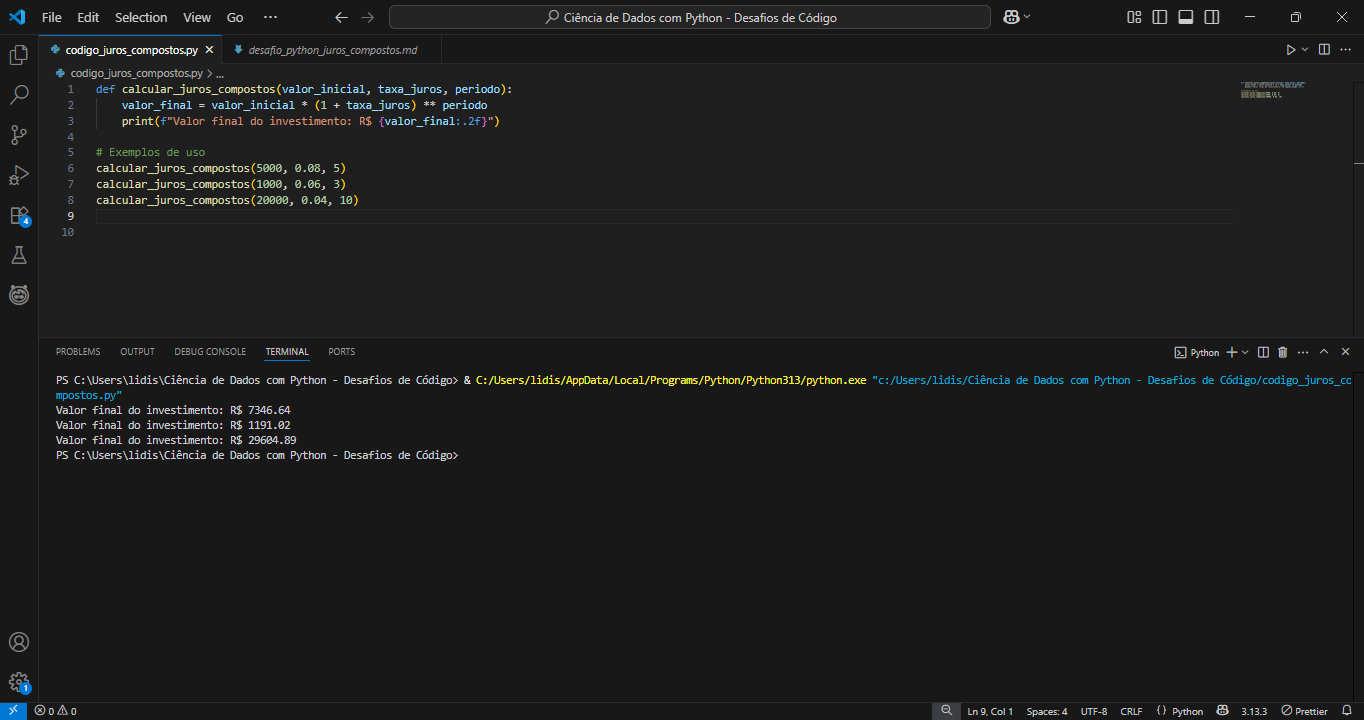 File Edit Selection View Go ··· Ciência de Dados com Python - Desafios de Código
codigo_juros_compostos.py desafio_python_juros_compostos.md
codigo_juros_compostos.py > ...
1 def calcular_juros_compostos(valor_inicial, taxa_juros, periodo):
2 valor_final = valor_inicial * (1 + taxa_juros) ** periodo
3 print(f"Valor final do investimento: R$ {valor_final:.2f}")
4
5 # Exemplos de uso
6 calcular_juros_compostos(5000, 0.08, 5)
7 calcular_juros_compostos(1000, 0.06, 3)
8 calcular_juros_compostos(20000, 0.04, 10)
9
10
4
PROBLEMS OUTPUT DEBUG CONSOLE TERMINAL PORTS Python
PS C:\Users\lidis\Ciência de Dados com Python - Desafios de Código> & C:/Users/lidis/AppData/Local/Programs/Python/Python313/python.exe "c:/Users/lidis/Ciência de Dados com Python - Desafios de Código/codigo_juros_co
mpostos.py"
Valor final do investimento: R$ 7346.64
Valor final do investimento: R$ 1191.02
Valor final do investimento: R$ 29604.89
PS C:\Users\lidis\Ciência de Dados com Python - Desafios de Código>
1
0 0 Ln 9, Col 1 Spaces: 4 UTF-8 CRLF {} Python 3.13.3 Prettier